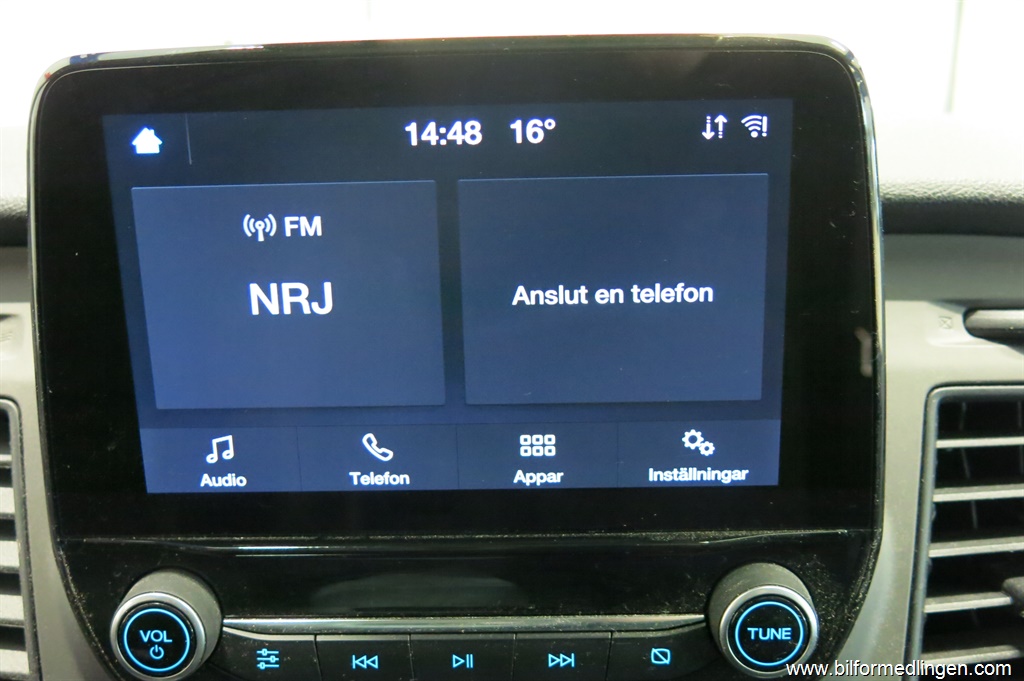 14:48 16°
FM
NRJ
Anslut en telefon
Audio Telefon Appar Inställningar
VOL TUNE
www.bilformedlingen.com